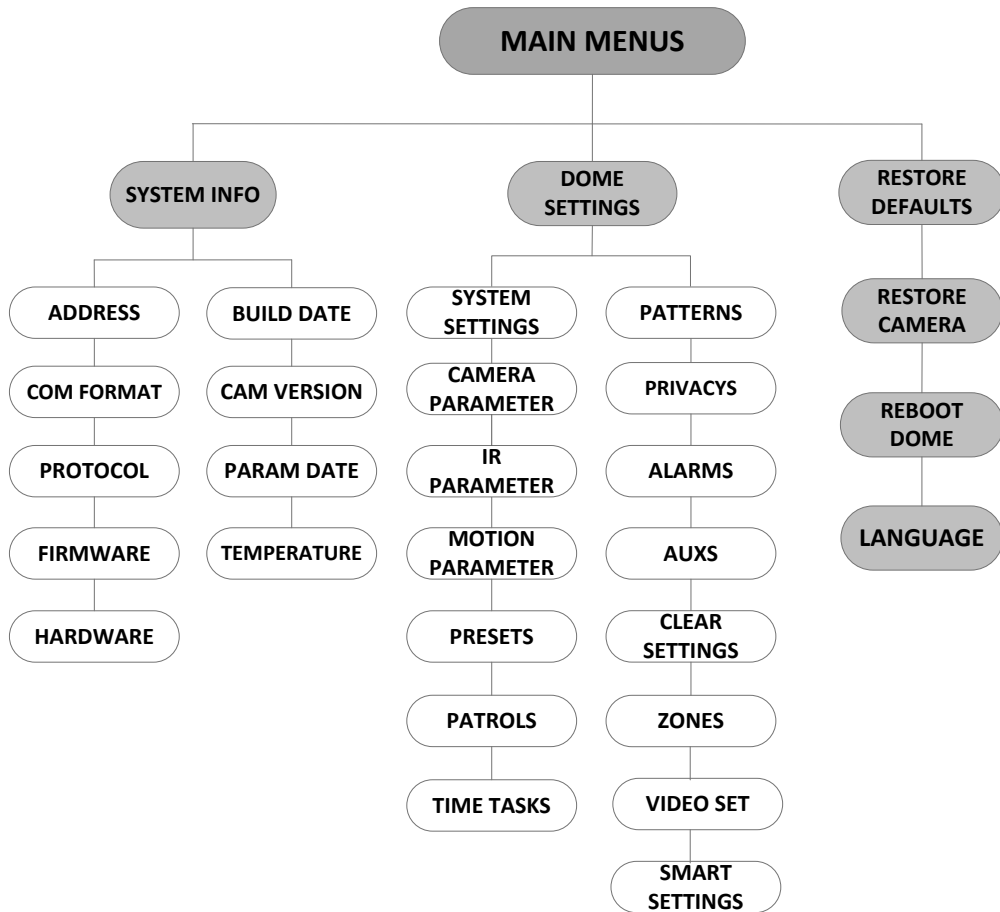 MAIN MENUS
SYSTEM INFO
DOME
SETTINGS
RESTORE
DEFAULTS
ADDRESS
COM FORMAT
PROTOCOL
FIRMWARE
HARDWARE
BUILD DATE
CAM VERSION
PARAM DATE
TEMPERATURE
SYSTEM
SETTINGS
CAMERA
PARAMETER
IR
PARAMETER
MOTION
PARAMETER
PRESETS
PATROLS
TIME TASKS
PATTERNS
PRIVACYS
ALARMS
AUXS
CLEAR
SETTINGS
ZONES
VIDEO SET
SMART
SETTINGS
RESTORE
CAMERA
REBOOT
DOME
LANGUAGE